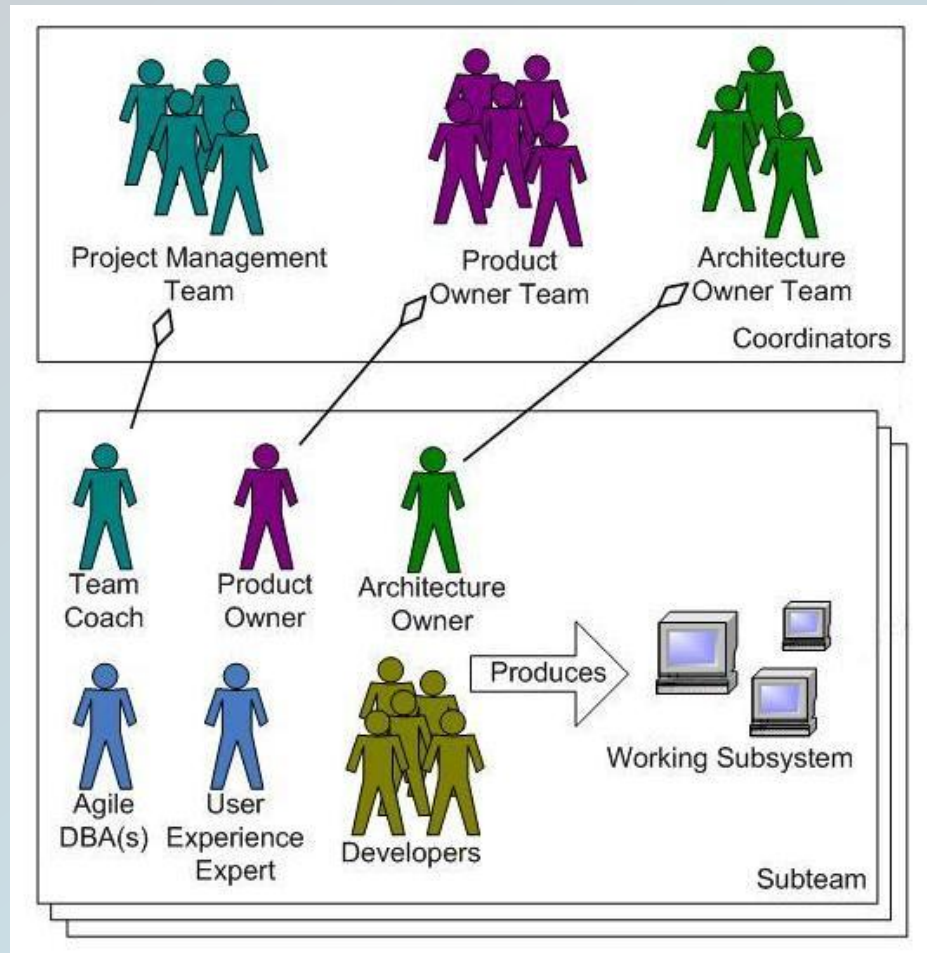 Project Management
Team
Product
Owner Team
Architecture
Owner Team
Coordinators
Team
Coach
Product
Owner
Architecture
Owner
Produces
Working Subsystem
Agile
DBA(s)
User
Experience
Expert
Developers
Subteam